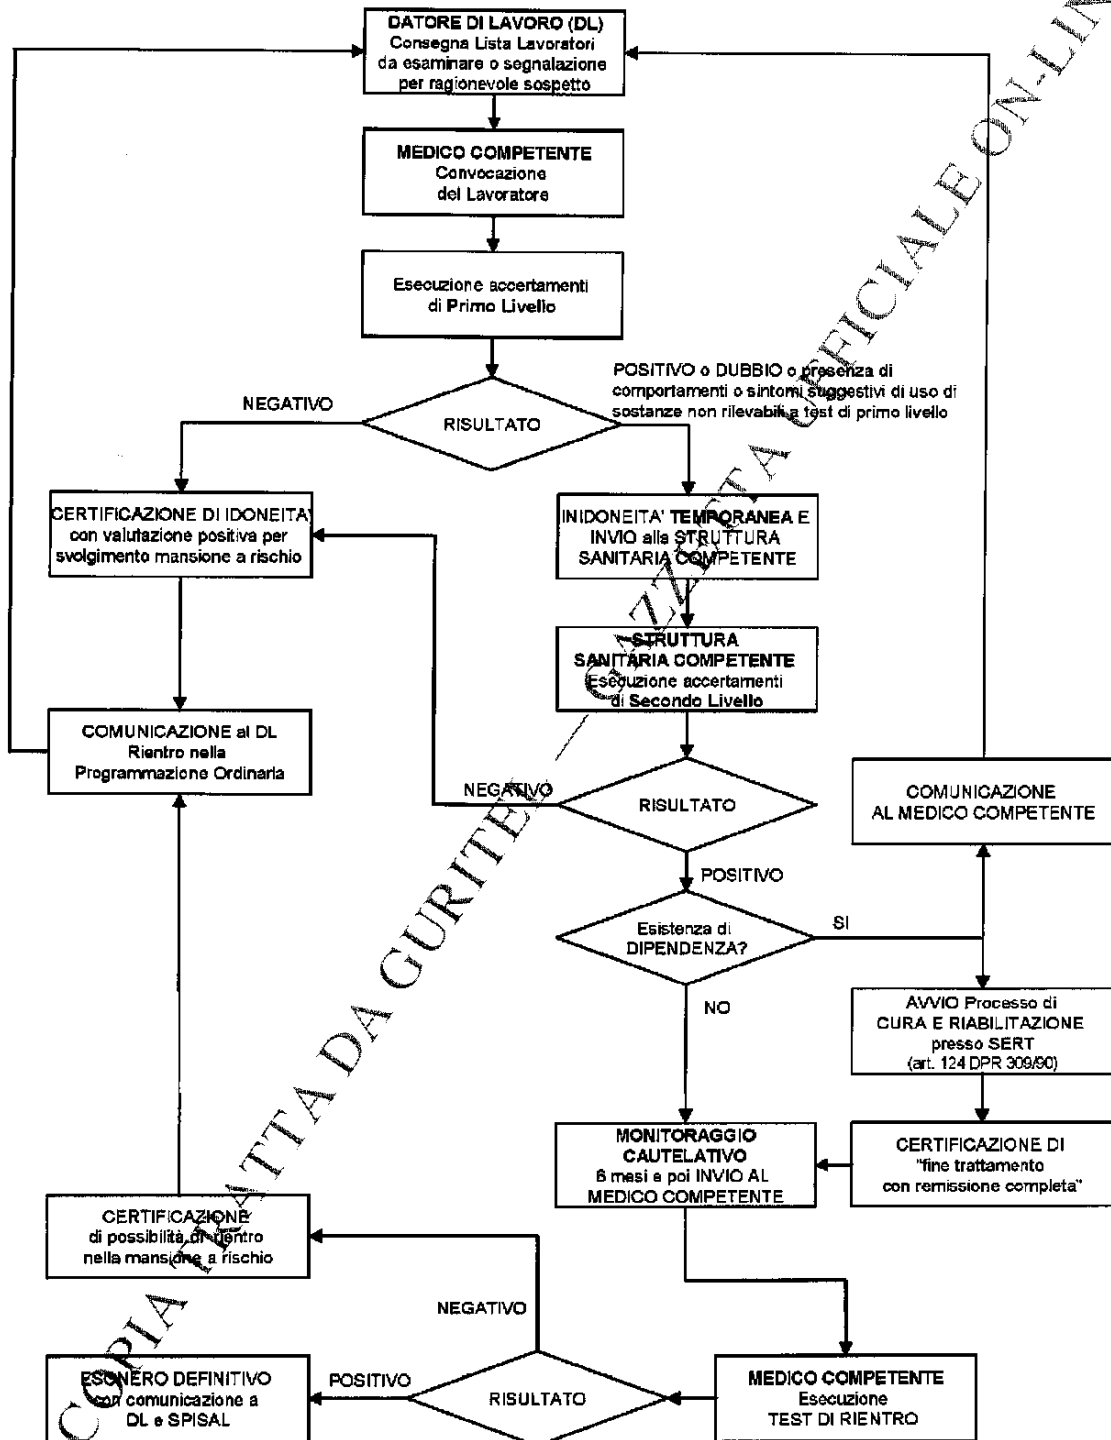 DATORE DI LAVORO (DL)
Consegna Lista Lavoratori
da esaminare o segnalazione
per ragionevole sospetto
MEDICO COMPETENTE
Convocazione
del Lavoratore
Esecuzione accertamenti
di Primo Livello
RISULTATO
NEGATIVO
POSITIVO o DUBBIO o presenza di
comportamenti o sintomi suggestivi di uso di
sostanze non rilevabili a test di primo livello
CERTIFICAZIONE DI IDONEITA'
con valutazione positiva per
svolgimento mansione a rischio
INIDONEITA' TEMPORANEA E
INVIO alla STRUTTURA
SANITARIA COMPETENTE
STRUTTURA
SANITARIA COMPETENTE
Esecuzione accertamenti
di Secondo Livello
COMUNICAZIONE al DL
Rientro nella
Programmazione Ordinaria
NEGATIVO
RISULTATO
COMUNICAZIONE
AL MEDICO COMPETENTE
POSITIVO
Esistenza di
DIPENDENZA?
SI
NO
AVVIO Processo di
CURA E RIABILITAZIONE
presso SERT
(art. 124 DPR 309/90)
MONITORAGGIO
CAUTELATIVO
6 mesi e poi INVIO AL
MEDICO COMPETENTE
CERTIFICAZIONE DI
"fine trattamento
con remissione completa"
CERTIFICAZIONE
di possibilità di rientro
nella mansione a rischio
NEGATIVO
ESONERO DEFINITIVO
con comunicazione a
DL e SPISAL
POSITIVO
RISULTATO
MEDICO COMPETENTE
Esecuzione
TEST DI RIENTRO
COPIA TRATTA DA GURITEL — GAZZETTA UFFICIALE ON-LIN